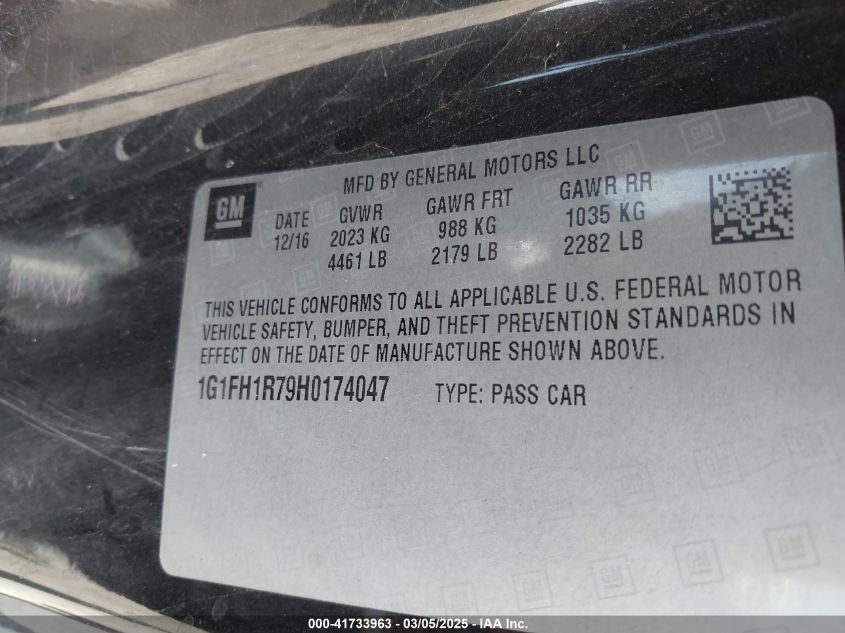 MFD BY GENERAL MOTORS LLC
GM
DATE GVWR GAWR FRT GAWR RR
12/16 2023 KG 988 KG 1035 KG
4461 LB 2179 LB 2282 LB
THIS VEHICLE CONFORMS TO ALL APPLICABLE U.S. FEDERAL MOTOR
VEHICLE SAFETY, BUMPER, AND THEFT PREVENTION STANDARDS IN
EFFECT ON THE DATE OF MANUFACTURE SHOWN ABOVE.
1G1FH1R79H0174047 TYPE: PASS CAR
000-41733963 — 03/05/2025 — IAA Inc.